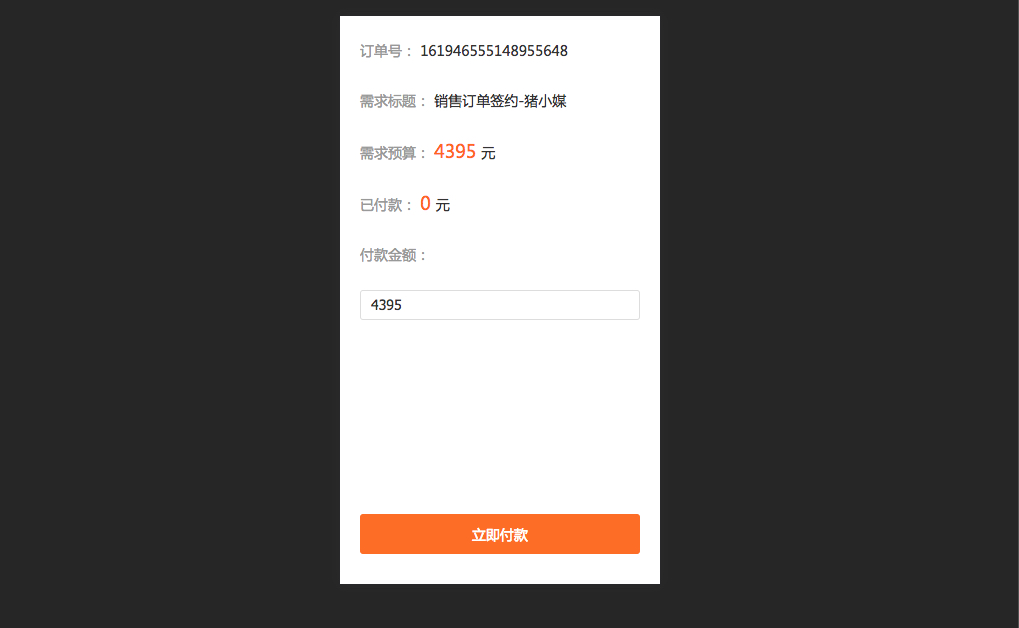 订单号： 161946555148955648
需求标题： 销售订单签约-猪小媒
需求预算： 4395 元
已付款： 0 元
付款金额：
4395
立即付款